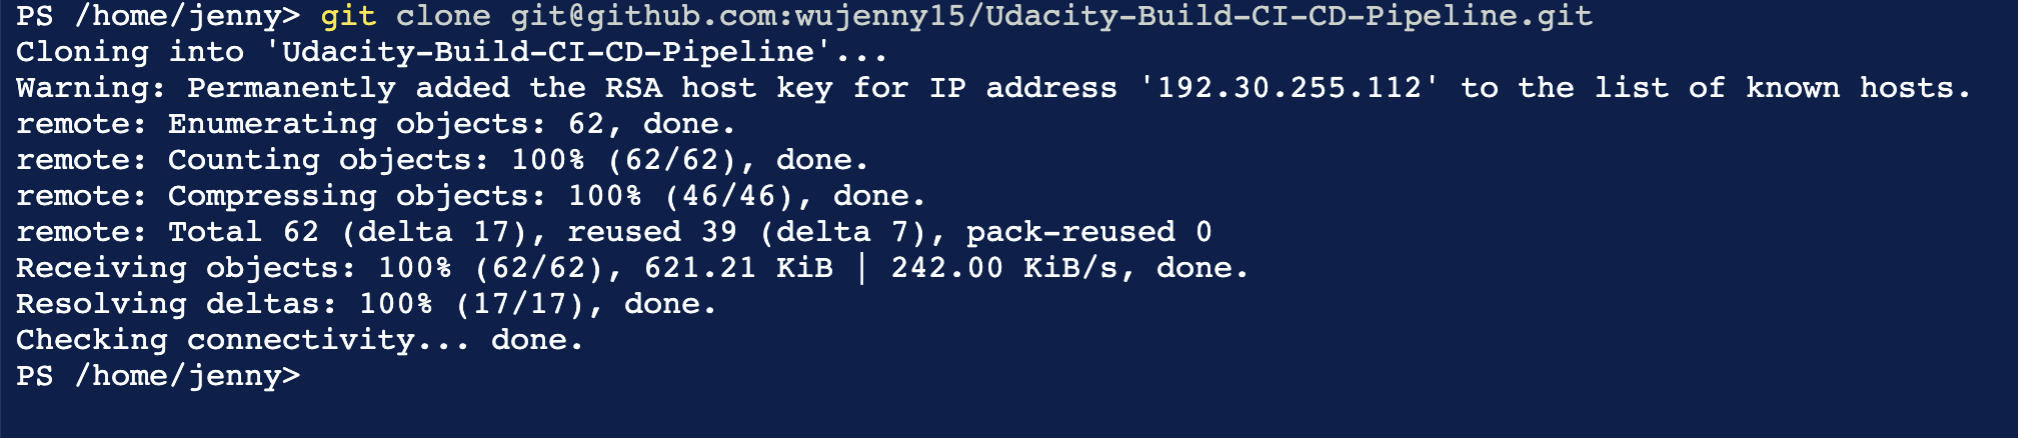 PS /home/jenny> git clone git@github.com:wujenny15/Udacity-Build-CI-CD-Pipeline.git
Cloning into 'Udacity-Build-CI-CD-Pipeline'...
Warning: Permanently added the RSA host key for IP address '192.30.255.112' to the list of known hosts.
remote: Enumerating objects: 62, done.
remote: Counting objects: 100% (62/62), done.
remote: Compressing objects: 100% (46/46), done.
remote: Total 62 (delta 17), reused 39 (delta 7), pack-reused 0
Receiving objects: 100% (62/62), 621.21 KiB | 242.00 KiB/s, done.
Resolving deltas: 100% (17/17), done.
Checking connectivity... done.
PS /home/jenny>